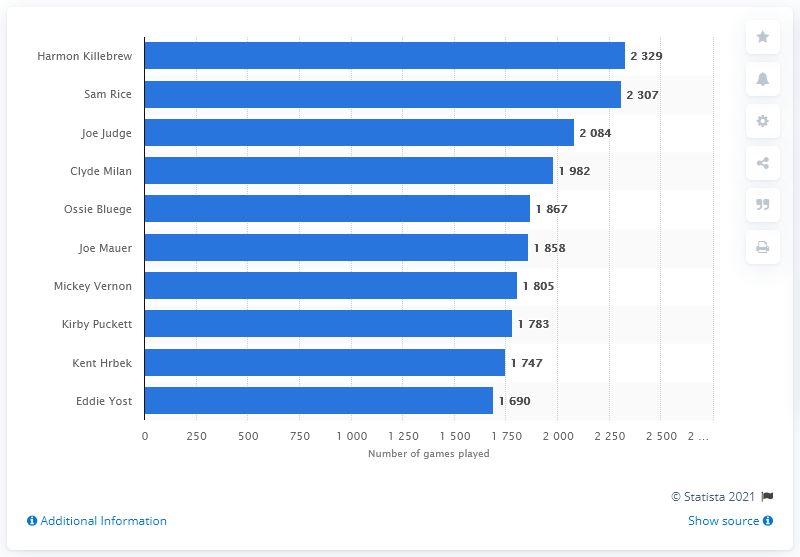 Harmon Killebrew 2 329
Sam Rice 2 307
Joe Judge 2 084
Clyde Milan 1 982
Ossie Bluege 1 867
Joe Mauer 1 858
Mickey Vernon 1 805
Kirby Puckett 1 783
Kent Hrbek 1 747
Eddie Yost 1 690
0 250 500 750 1 000 1 250 1 500 1 750 2 000 2 250 2 500 2 ...
Number of games played
© Statista 2021
Additional Information
Show source